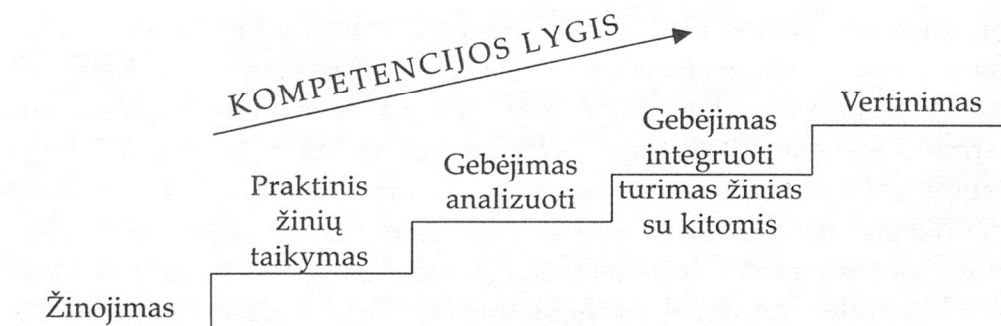 KOMPETENCIJOS LYGIS
Žinojimas
Praktinis
žinių
taikymas
Gebėjimas
analizuoti
Gebėjimas
integruoti
turimas žinias
su kitomis
Vertinimas